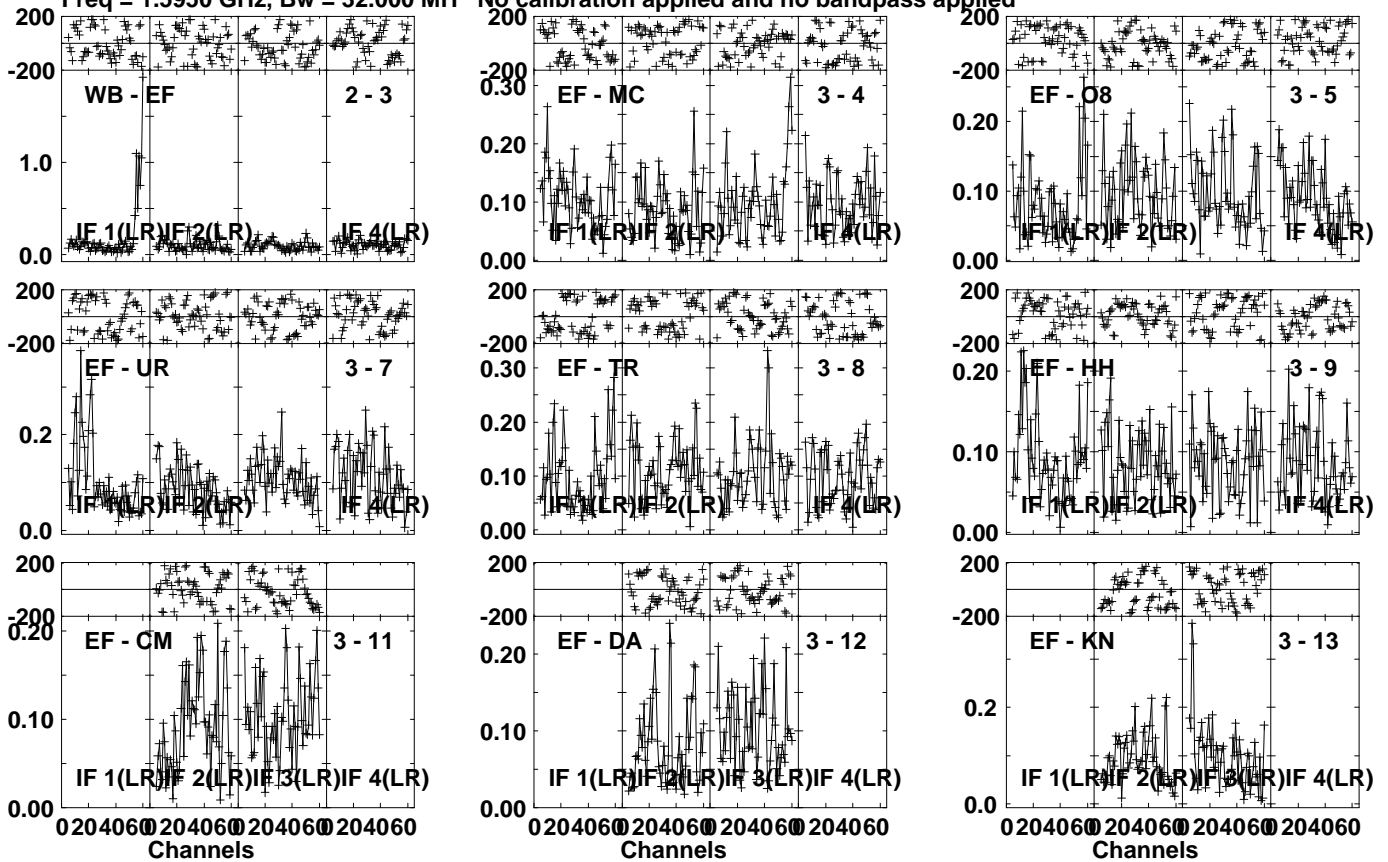 Freq = 1.5950 GHz, Bw = 32.000 MH No calibration applied and no bandpass applied
200
-200
WB - EF 2 - 3
1.0
0.0
IF 1(LR) IF 2(LR) IF 4(LR)
200
-200
EF - MC 3 - 4
0.30
0.20
0.10
0.00
IF 1(LR) IF 2(LR) IF 4(LR)
200
-200
EF - O8 3 - 5
0.20
0.10
0.00
IF 1(LR) IF 2(LR) IF 4(LR)
200
-200
EF - UR 3 - 7
0.2
0.0
IF 1(LR) IF 2(LR) IF 4(LR)
200
-200
EF - TR 3 - 8
0.30
0.20
0.10
0.00
IF 1(LR) IF 2(LR) IF 4(LR)
200
-200
EF - HH 3 - 9
0.20
0.10
0.00
IF 1(LR) IF 2(LR) IF 4(LR)
200
-200
EF - CM 3 - 11
0.20
0.10
0.00
IF 1(LR) IF 2(LR) IF 3(LR) IF 4(LR)
0 20 40 60 0 20 40 60 0 20 40 60 0 20 40 60
Channels
200
-200
EF - DA 3 - 12
0.20
0.10
0.00
IF 1(LR) IF 2(LR) IF 3(LR) IF 4(LR)
0 20 40 60 0 20 40 60 0 20 40 60 0 20 40 60
Channels
200
-200
EF - KN 3 - 13
0.2
0.0
IF 1(LR) IF 2(LR) IF 3(LR) IF 4(LR)
0 20 40 60 0 20 40 60 0 20 40 60 0 20 40 60
Channels